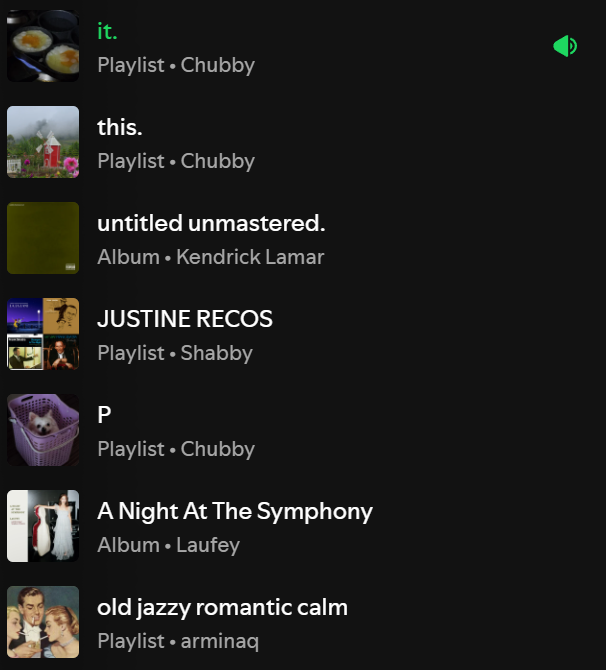 it.
Playlist • Chubby
this.
Playlist • Chubby
untitled unmastered.
Album • Kendrick Lamar
JUSTINE RECOS
Playlist • Shabby
P
Playlist • Chubby
A Night At The Symphony
Album • Laufey
old jazzy romantic calm
Playlist • arminaq